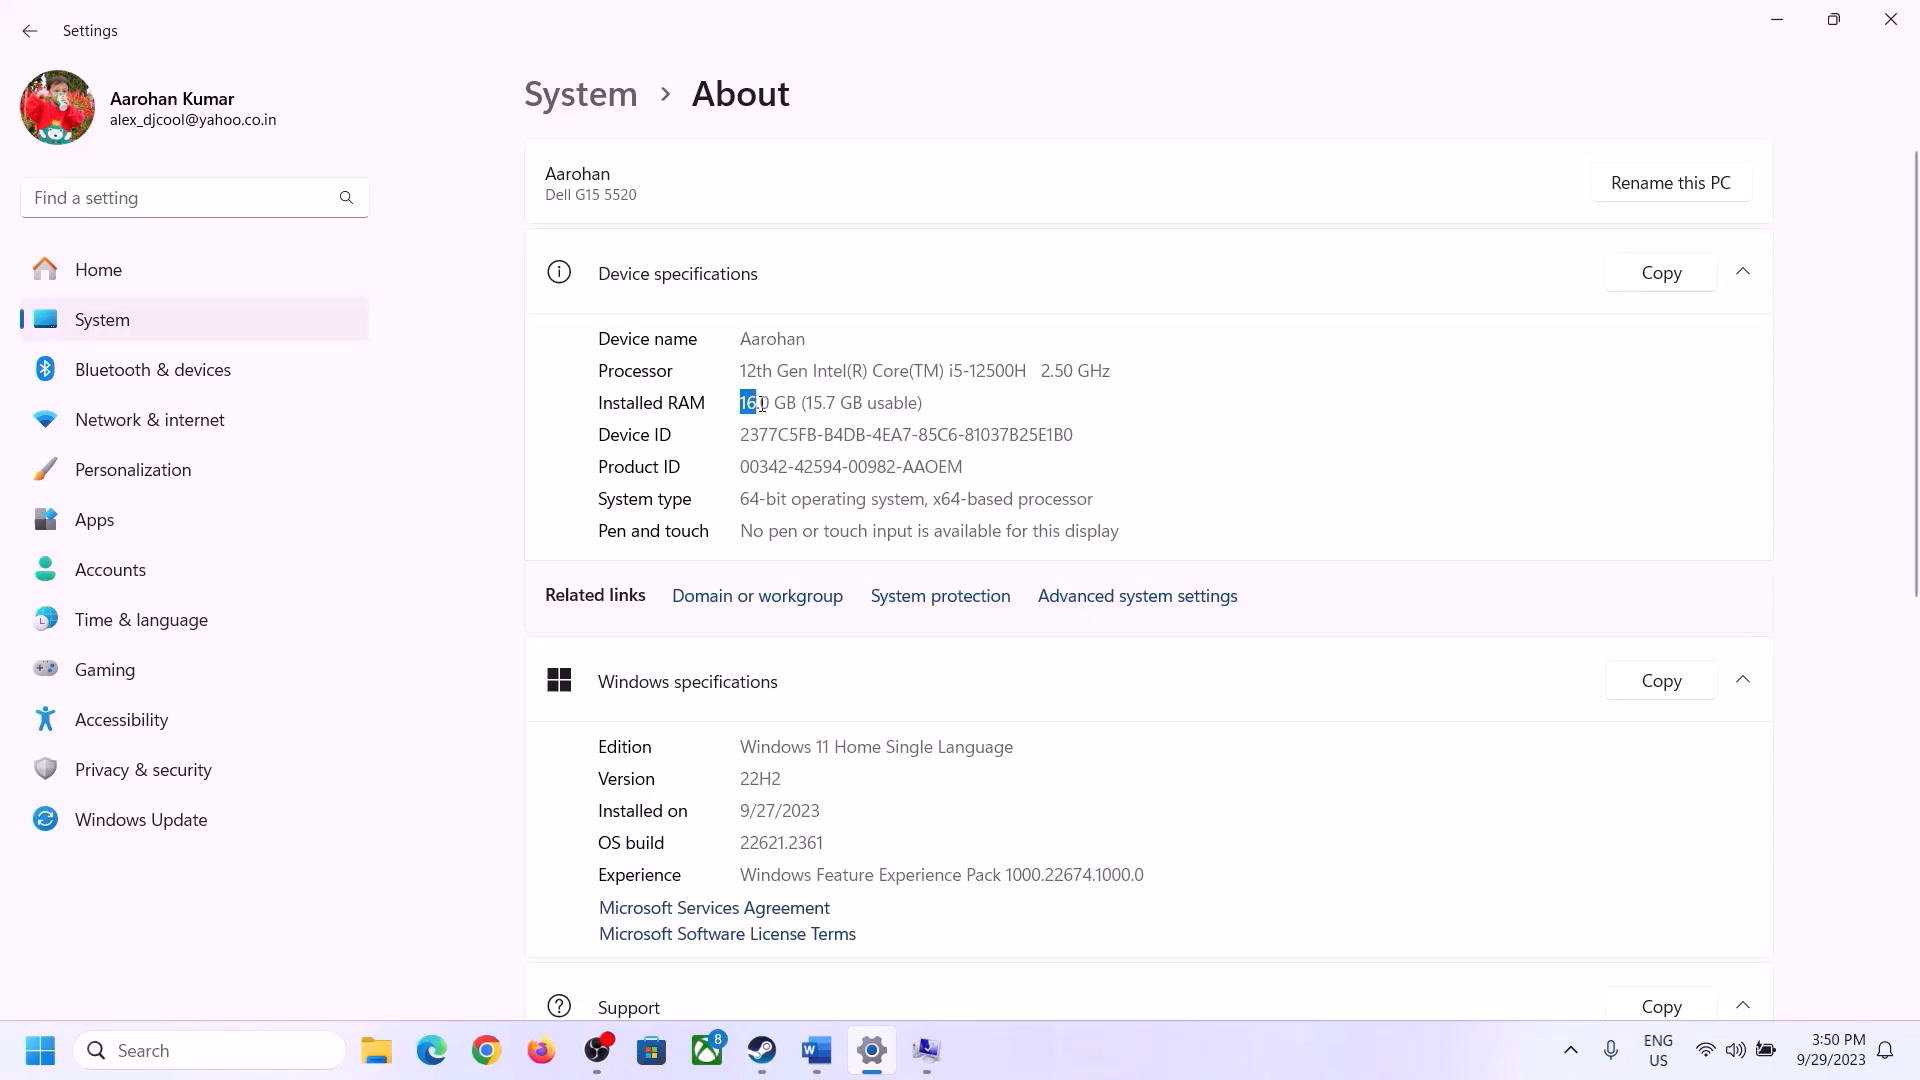 Settings
Aarohan Kumar
alex_djcool@yahoo.co.in
Find a setting
Home
System
Bluetooth & devices
Network & internet
Personalization
Apps
Accounts
Time & language
Gaming
Accessibility
Privacy & security
Windows Update
System > About
Aarohan
Dell G15 5520
Rename this PC
Device specifications
Copy
Device name Aarohan
Processor 12th Gen Intel(R) Core(TM) i5-12500H 2.50 GHz
Installed RAM 16.0 GB (15.7 GB usable)
Device ID 2377C5FB-B4DB-4EA7-85C6-81037B25E1B0
Product ID 00342-42594-00982-AAOEM
System type 64-bit operating system, x64-based processor
Pen and touch No pen or touch input is available for this display
Related links Domain or workgroup System protection Advanced system settings
Windows specifications
Copy
Edition Windows 11 Home Single Language
Version 22H2
Installed on 9/27/2023
OS build 22621.2361
Experience Windows Feature Experience Pack 1000.22674.1000.0
Microsoft Services Agreement
Microsoft Software License Terms
Support
Copy
Search
8
ENG
US
3:50 PM
9/29/2023